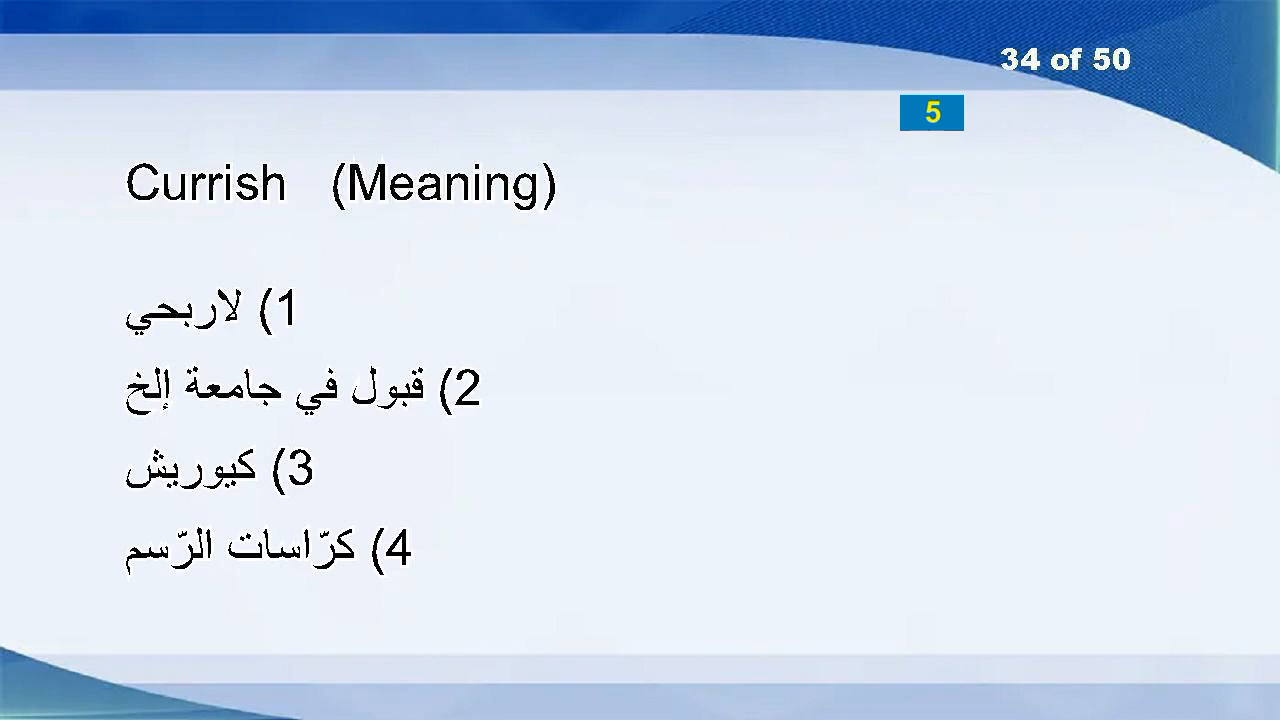 34 of 50
5
Currish (Meaning)
1) لاربحي
2) قبول في جامعة إلخ
3) كيوريش
4) كرّاسات الرّسم